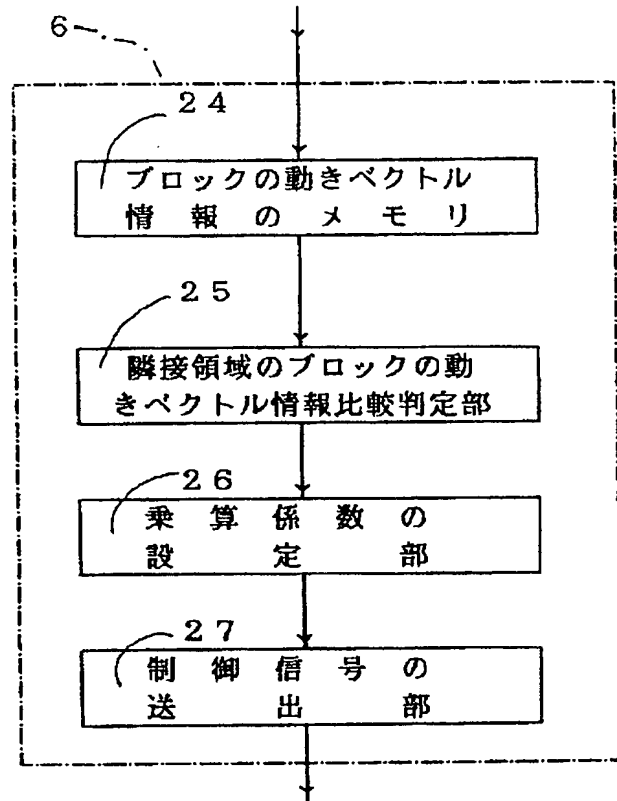 6
24
ブロックの動きベクトル
情報のメモリ
25
隣接領域のブロックの動
きベクトル情報比較判定部
26
乗算係数の
設定部
27
制御信号の
送出部